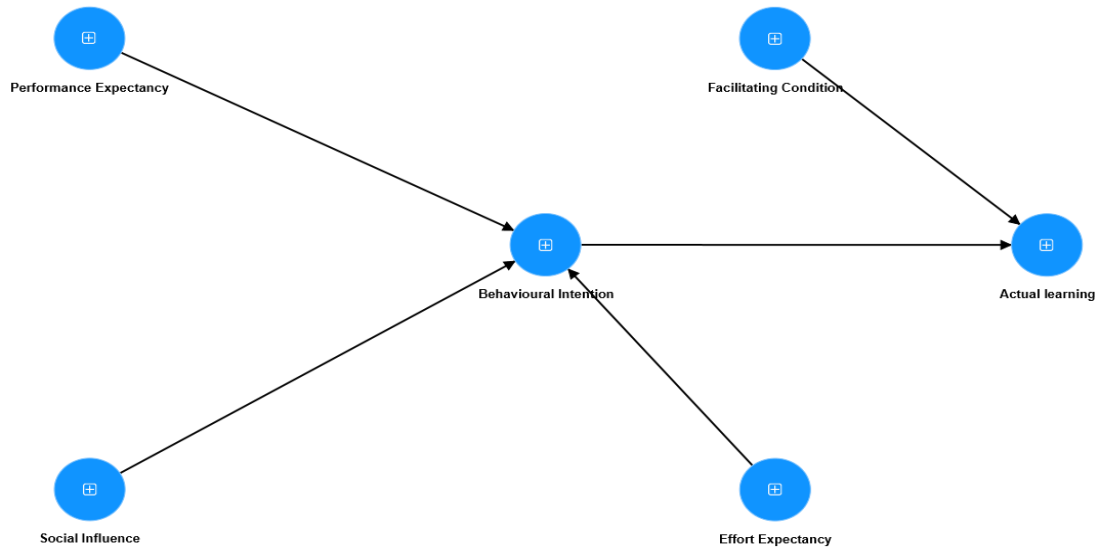 Performance Expectancy
Facilitating Condition
Behavioural Intention
Actual learning
Social Influence
Effort Expectancy